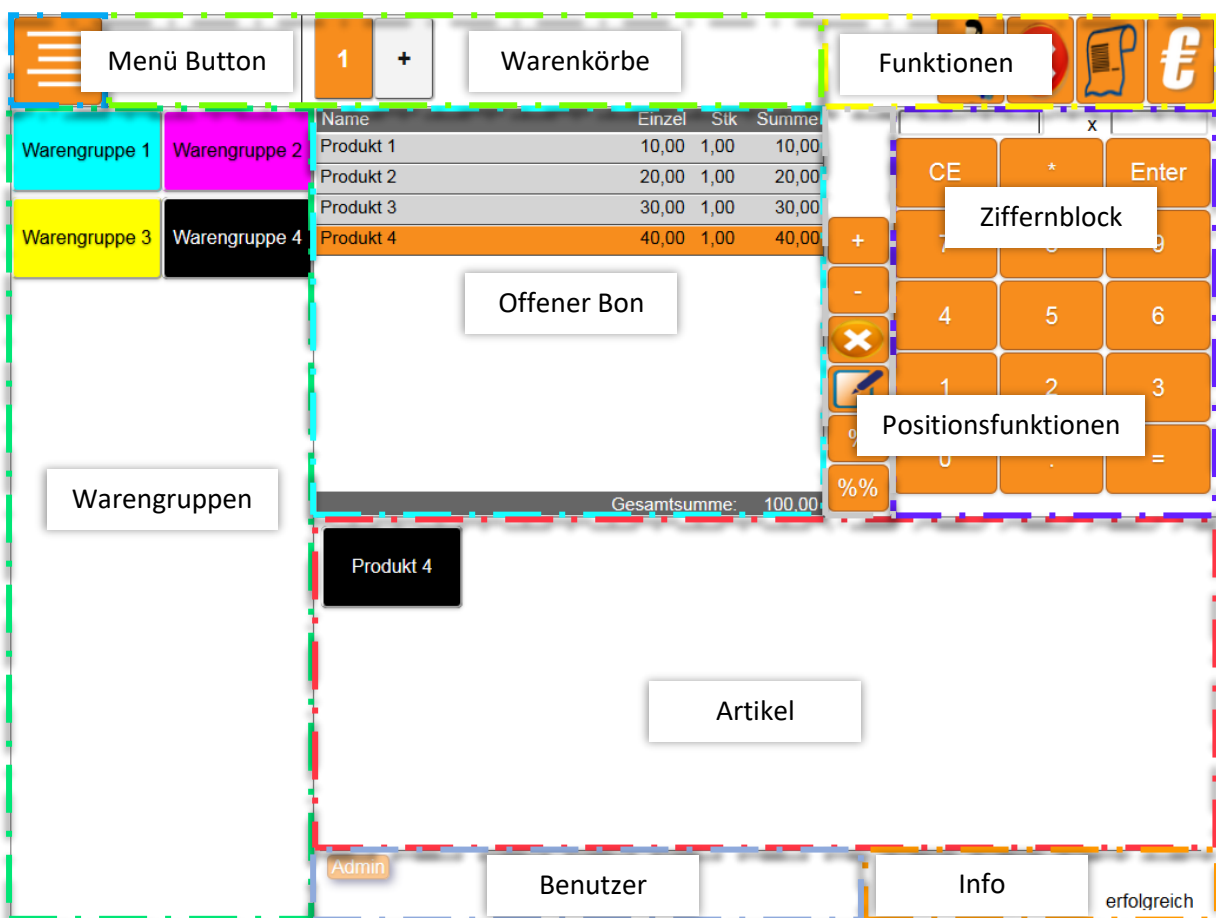 Menü Button
1
+
Warenkörbe
Funktionen
€
Warengruppe 1
Warengruppe 2
Warengruppe 3
Warengruppe 4
Warengruppen
Name Einzel Stk Summe
Produkt 1 10,00 1,00 10,00
Produkt 2 20,00 1,00 20,00
Produkt 3 30,00 1,00 30,00
Produkt 4 40,00 1,00 40,00
Offener Bon
Gesamtsumme: 100,00
+
-
%%
x
CE * Enter
Ziffernblock
7 9
4 5 6
1 2 3
Positionsfunktionen
0 . =
Produkt 4
Artikel
Admin
Benutzer
Info
erfolgreich